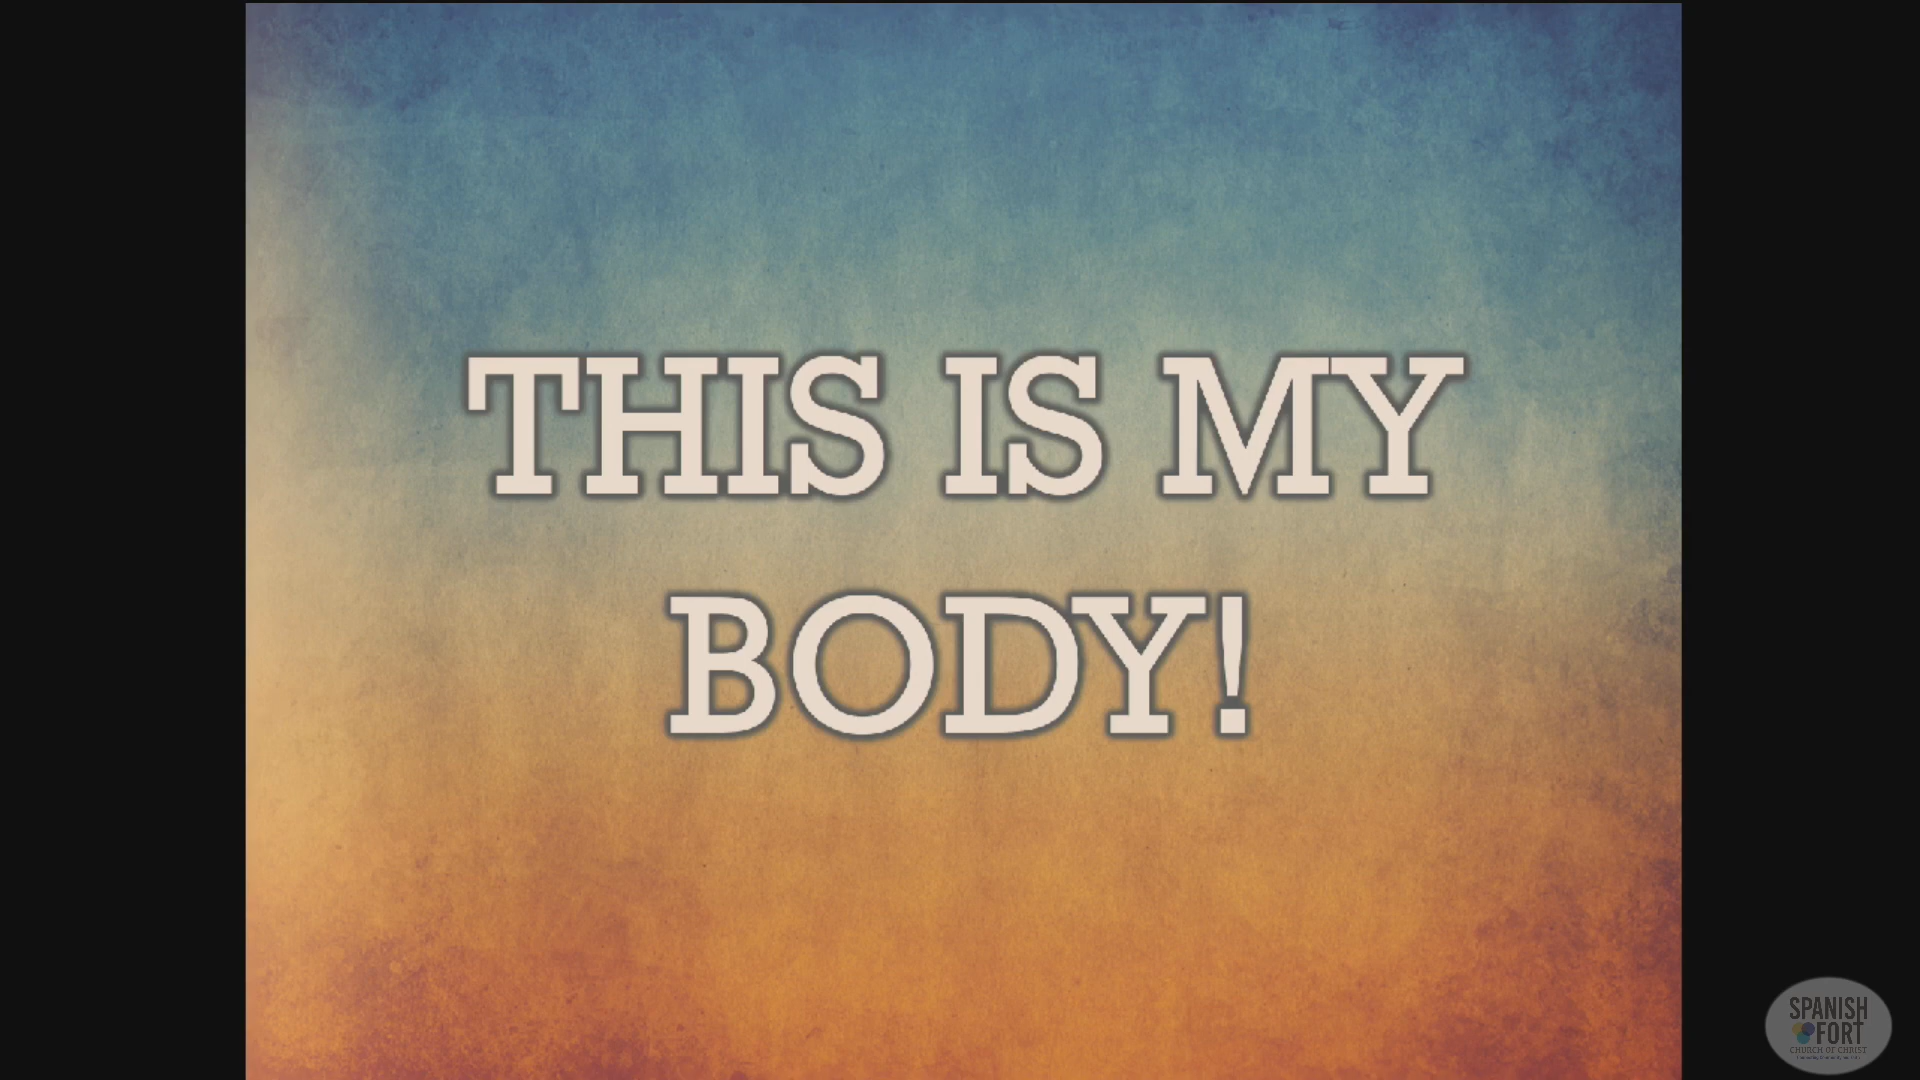 THIS IS MY
BODY!
SPANISH
FORT
CHURCH OF CHRIST